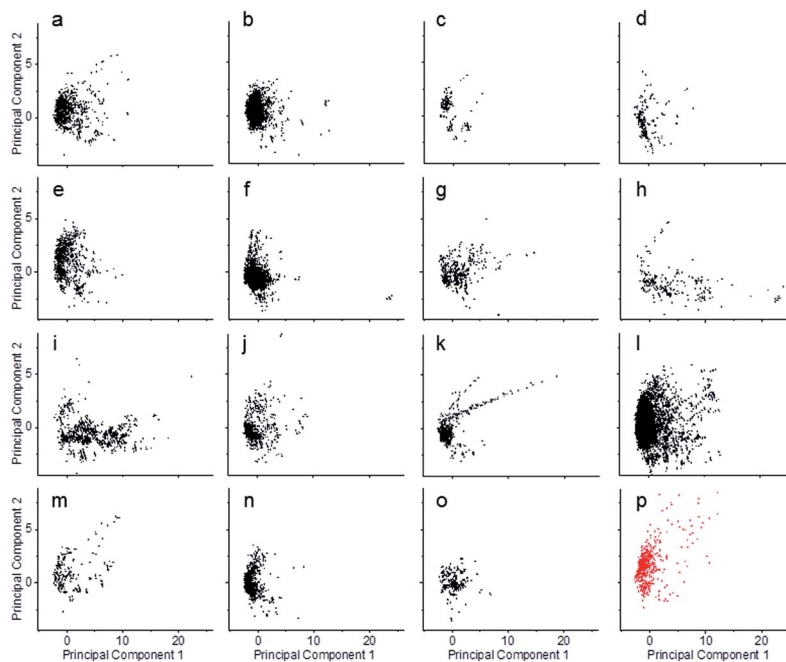 a b c d
Principal Component 2
5
0
e f g h
Principal Component 2
5
0
i j k l
Principal Component 2
5
0
m n o p
Principal Component 2
5
0
0 10 20 0 10 20 0 10 20 0 10 20
Principal Component 1 Principal Component 1 Principal Component 1 Principal Component 1